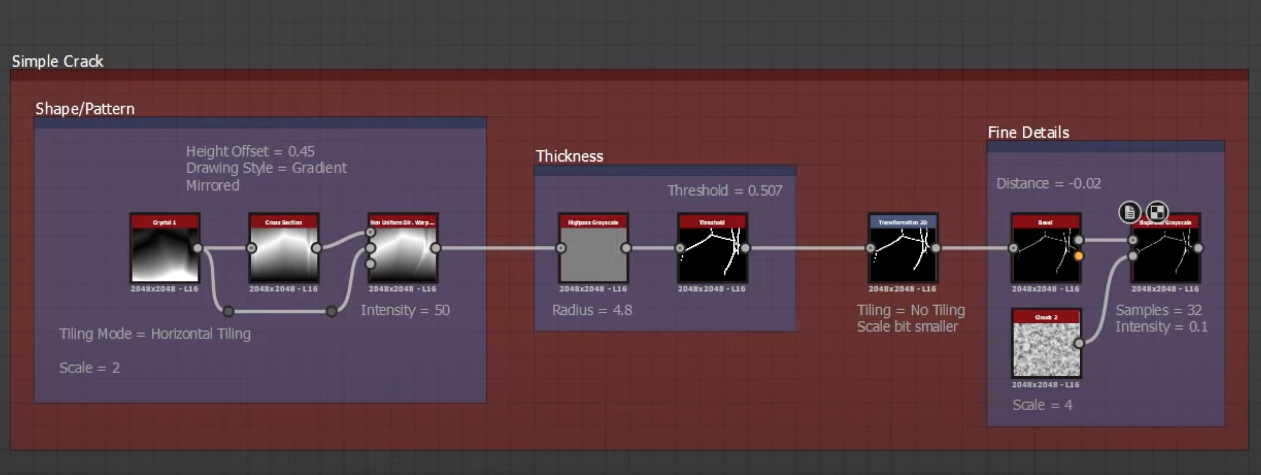 Simple Crack
Shape/Pattern
Height Offset = 0.45
Drawing Style = Gradient
Mirrored
Crystal 1
2048x2048 - L16
Cross Section
2048x2048 - L16
Non Uniform Dir. Warp...
2048x2048 - L16
Intensity = 50
Tiling Mode = Horizontal Tiling
Scale = 2
Thickness
Threshold = 0.507
Highpass Grayscale
2048x2048 - L16
Threshold
2048x2048 - L16
Radius = 4.8
Transformation 2D
2048x2048 - L16
Tiling = No Tiling
Scale bit smaller
Fine Details
Distance = -0.02
Bevel
2048x2048 - L16
Grayscale
2048x2048 - L16
Samples = 32
Intensity = 0.1
Clouds 2
2048x2048 - L16
Scale = 4